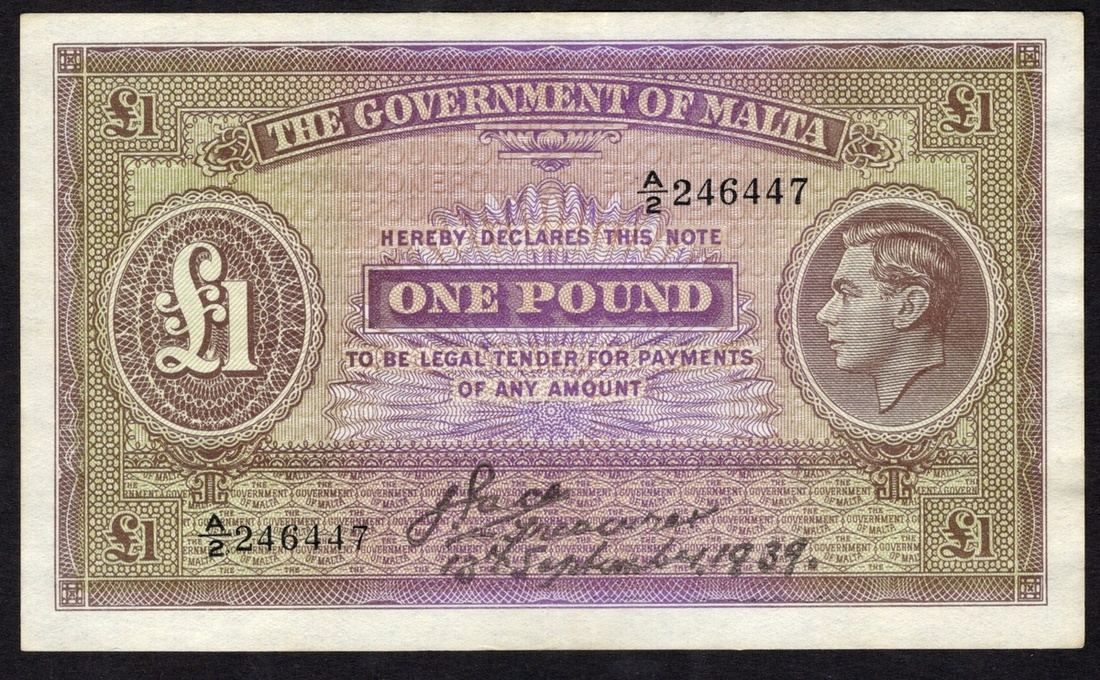 £1 £1
THE GOVERNMENT OF MALTA
A/2 246447
HEREBY DECLARES THIS NOTE
£1 ONE POUND
TO BE LEGAL TENDER FOR PAYMENTS
OF ANY AMOUNT
J. Pace
A/2 246447
£1 £1
13th September, 1939.